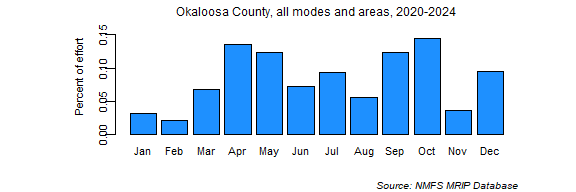 Okaloosa County, all modes and areas, 2020-2024
Percent of effort
0.15
0.10
0.05
0.00
Jan Feb Mar Apr May Jun Jul Aug Sep Oct Nov Dec
Source: NMFS MRIP Database